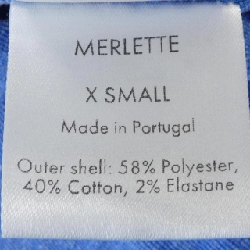 MERLETTE
X SMALL
Made in Portugal
Outer shell: 58% Polyester,
40% Cotton, 2% Elastane